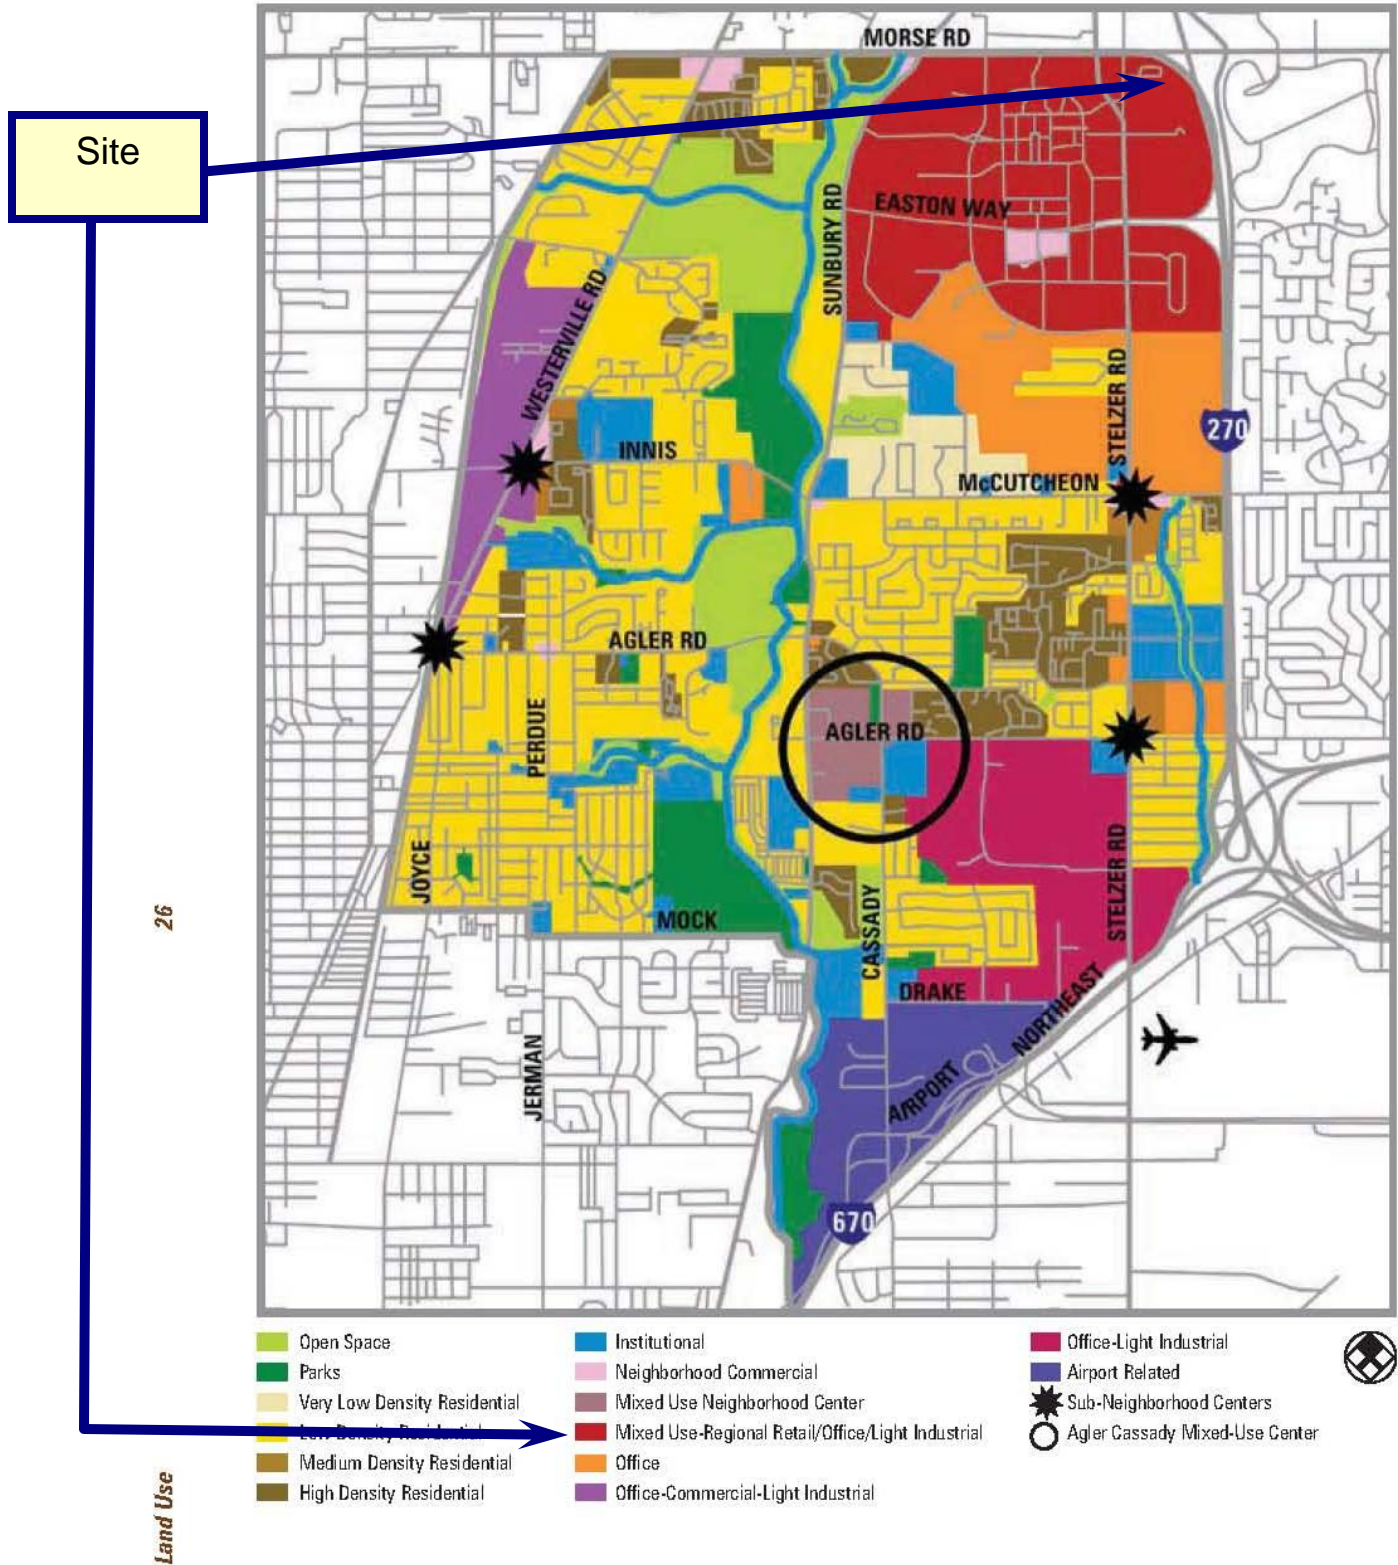 MORSE RD
Site
EASTON WAY
SUNBURY RD
WESTERVILLE RD
STELZER RD
270
INNIS
McCUTCHEON
AGLER RD
PERDUE
AGLER RD
JOYCE
STELZER RD
26
MOCK
CASSADY
DRAKE
NORTHEAST
JERMAN
AIRPORT
670
Open Space
Parks
Very Low Density Residential
Low Density Residential
Medium Density Residential
High Density Residential
Institutional
Neighborhood Commercial
Mixed Use Neighborhood Center
Mixed Use-Regional Retail/Office/Light Industrial
Office
Office-Commercial-Light Industrial
Office-Light Industrial
Airport Related
Sub-Neighborhood Centers
Agler Cassady Mixed-Use Center
Land Use